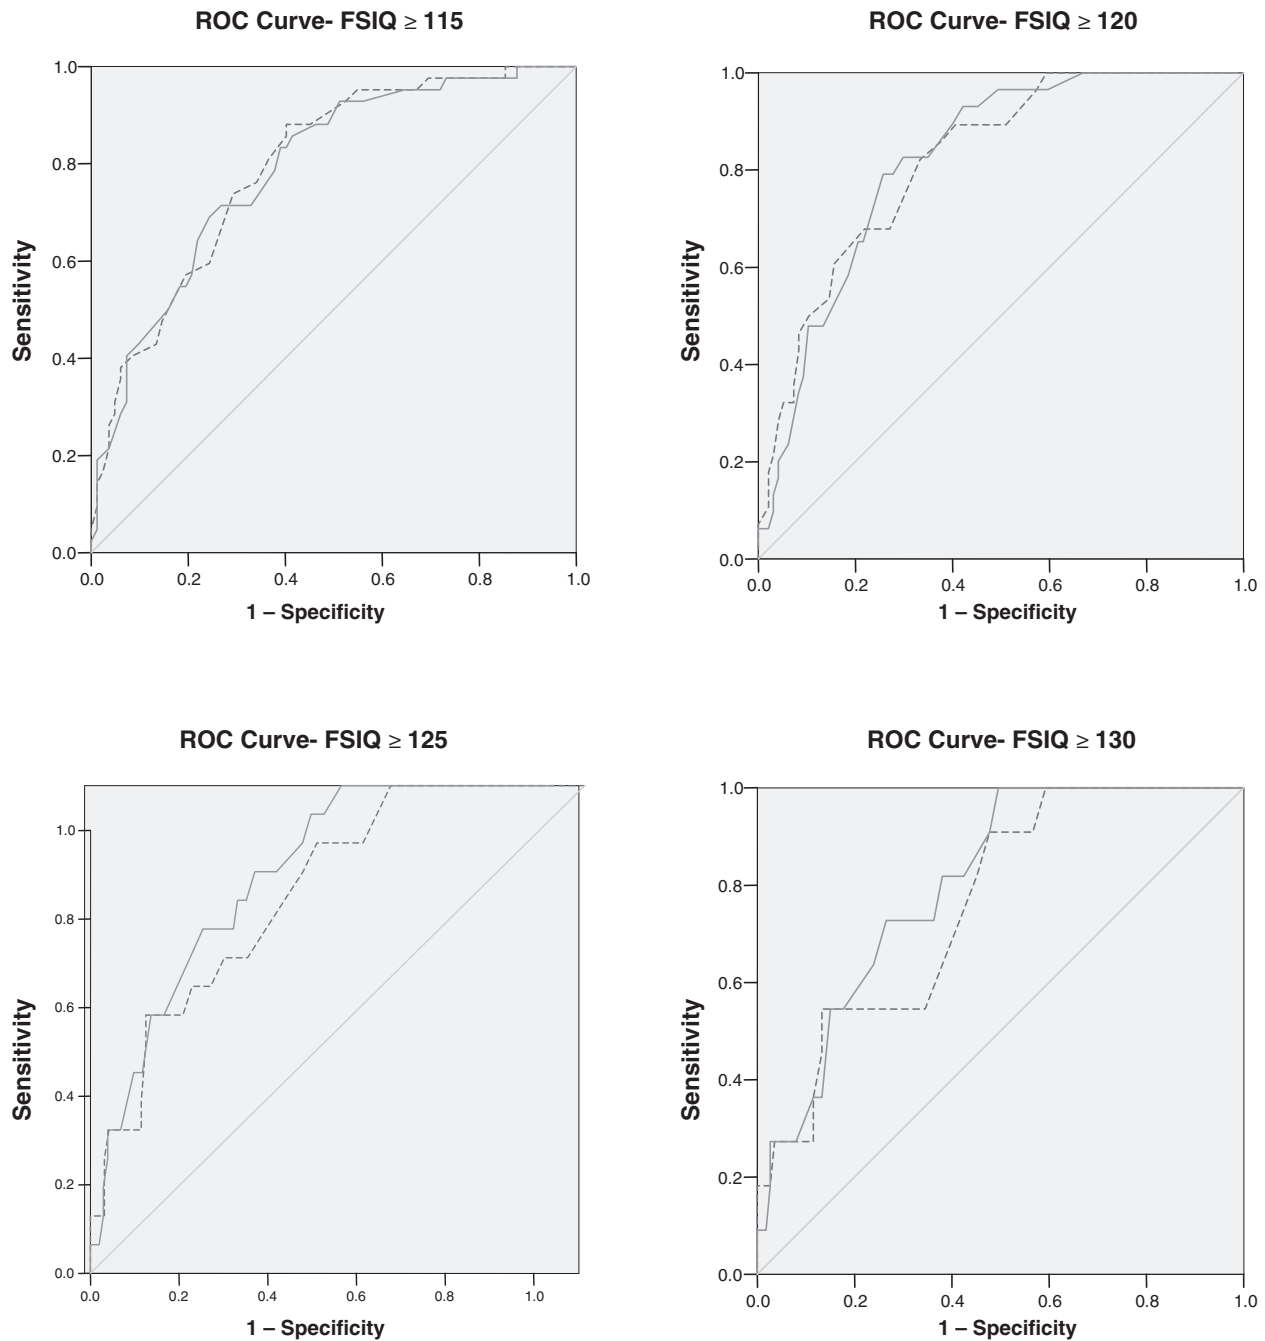 ROC Curve- FSIQ ≥ 115
1.0
0.8
0.6
0.4
0.2
0.0
Sensitivity
0.0 0.2 0.4 0.6 0.8 1.0
1 – Specificity
ROC Curve- FSIQ ≥ 120
1.0
0.8
0.6
0.4
0.2
0.0
Sensitivity
0.0 0.2 0.4 0.6 0.8 1.0
1 – Specificity
ROC Curve- FSIQ ≥ 125
1.0
0.8
0.6
0.4
0.2
0.0
Sensitivity
0.0 0.2 0.4 0.6 0.8 1.0
1 – Specificity
ROC Curve- FSIQ ≥ 130
1.0
0.8
0.6
0.4
0.2
0.0
Sensitivity
0.0 0.2 0.4 0.6 0.8 1.0
1 – Specificity